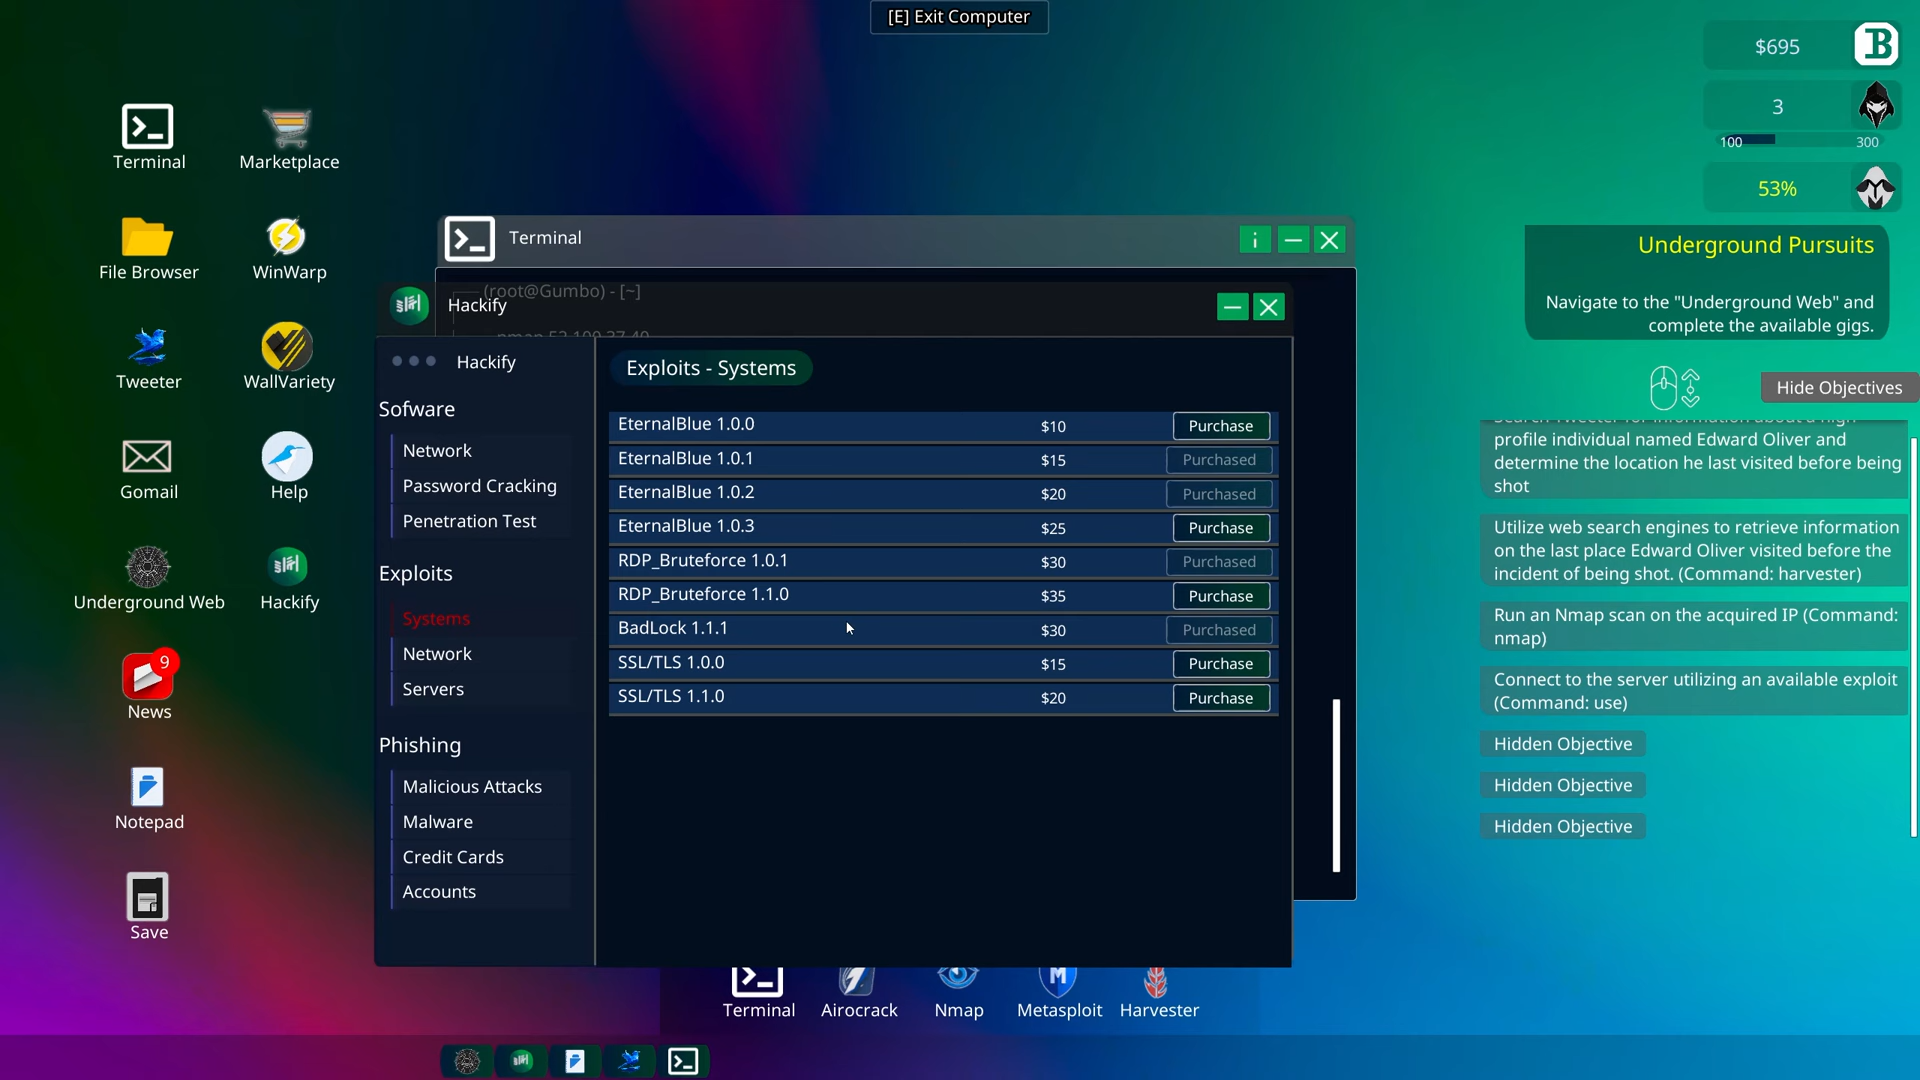 [E] Exit Computer
$695
3
100
300
53%
Underground Pursuits
Navigate to the "Underground Web" and
complete the available gigs.
Hide Objectives
profile individual named Edward Oliver and
determine the location he last visited before being
shot
Utilize web search engines to retrieve information
on the last place Edward Oliver visited before the
incident of being shot. (Command: harvester)
Run an Nmap scan on the acquired IP (Command:
nmap)
Connect to the server utilizing an available exploit
(Command: use)
Hidden Objective
Hidden Objective
Hidden Objective
Terminal
Marketplace
File Browser
WinWarp
Tweeter
WallVariety
Gomail
Help
Underground Web
Hackify
9
News
Notepad
Save
Terminal
i
(root@Gumbo) - [~]
Hackify
Hackify
Sofware
Network
Password Cracking
Penetration Test
Exploits
Systems
Network
Servers
Phishing
Malicious Attacks
Malware
Credit Cards
Accounts
Exploits - Systems
EternalBlue 1.0.0 $10 Purchase
EternalBlue 1.0.1 $15 Purchased
EternalBlue 1.0.2 $20 Purchased
EternalBlue 1.0.3 $25 Purchase
RDP_Bruteforce 1.0.1 $30 Purchased
RDP_Bruteforce 1.1.0 $35 Purchase
BadLock 1.1.1 $30 Purchased
SSL/TLS 1.0.0 $15 Purchase
SSL/TLS 1.1.0 $20 Purchase
Terminal
Airocrack
Nmap
Metasploit
Harvester